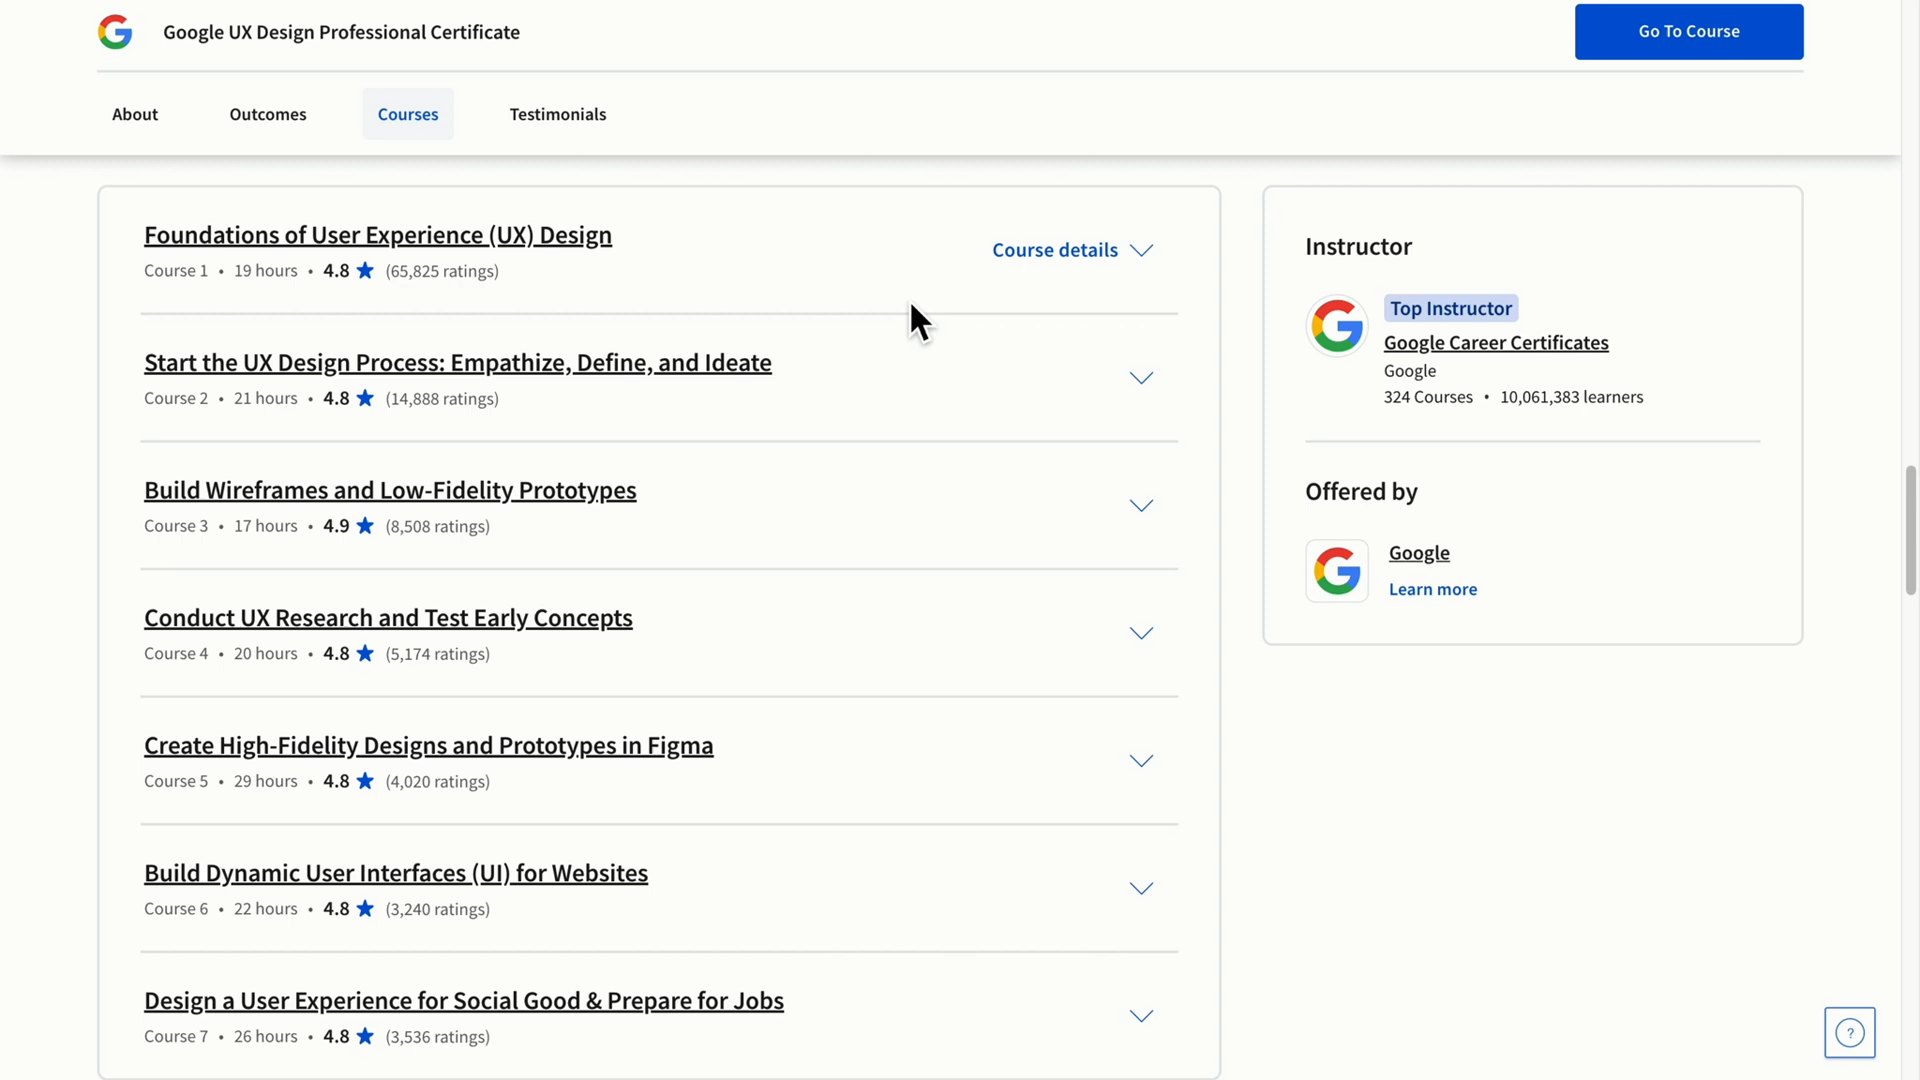 Google UX Design Professional Certificate
Go To Course
About
Outcomes
Courses
Testimonials
Foundations of User Experience (UX) Design
Course 1 • 19 hours • 4.8 ★ (65,825 ratings)
Course details
Start the UX Design Process: Empathize, Define, and Ideate
Course 2 • 21 hours • 4.8 ★ (14,888 ratings)
Build Wireframes and Low-Fidelity Prototypes
Course 3 • 17 hours • 4.9 ★ (8,508 ratings)
Conduct UX Research and Test Early Concepts
Course 4 • 20 hours • 4.8 ★ (5,174 ratings)
Create High-Fidelity Designs and Prototypes in Figma
Course 5 • 29 hours • 4.8 ★ (4,020 ratings)
Build Dynamic User Interfaces (UI) for Websites
Course 6 • 22 hours • 4.8 ★ (3,240 ratings)
Design a User Experience for Social Good & Prepare for Jobs
Course 7 • 26 hours • 4.8 ★ (3,536 ratings)
Instructor
Top Instructor
Google Career Certificates
Google
324 Courses • 10,061,383 learners
Offered by
Google
Learn more
?